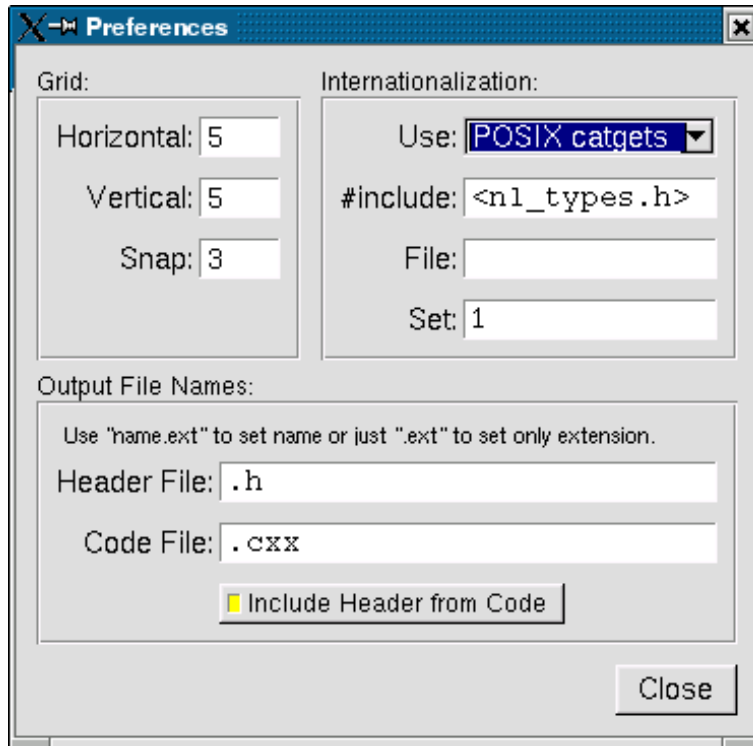 Preferences
Grid:
Horizontal: 5
Vertical: 5
Snap: 3
Internationalization:
Use: POSIX catgets
#include: <nl_types.h>
File:
Set: 1
Output File Names:
Use "name.ext" to set name or just ".ext" to set only extension.
Header File: .h
Code File: .cxx
Include Header from Code
Close